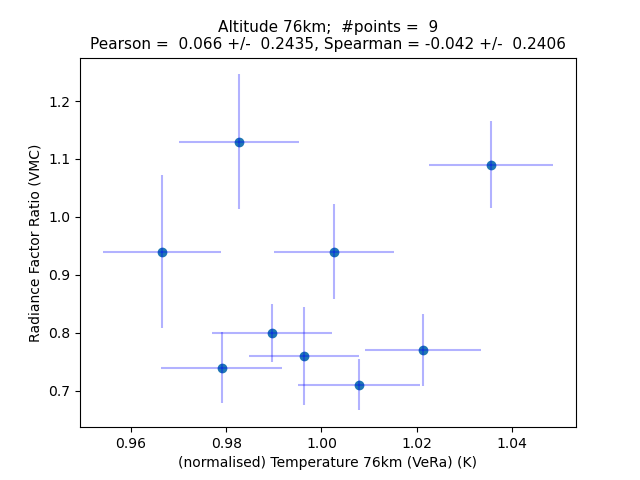 Altitude 76km;  #points =  9
Pearson =  0.066 +/-  0.2435, Spearman = -0.042 +/-  0.2406
1.2
1.1
1.0
0.9
0.8
0.7
Radiance Factor Ratio (VMC)
0.96 0.98 1.00 1.02 1.04
(normalised) Temperature 76km (VeRa) (K)